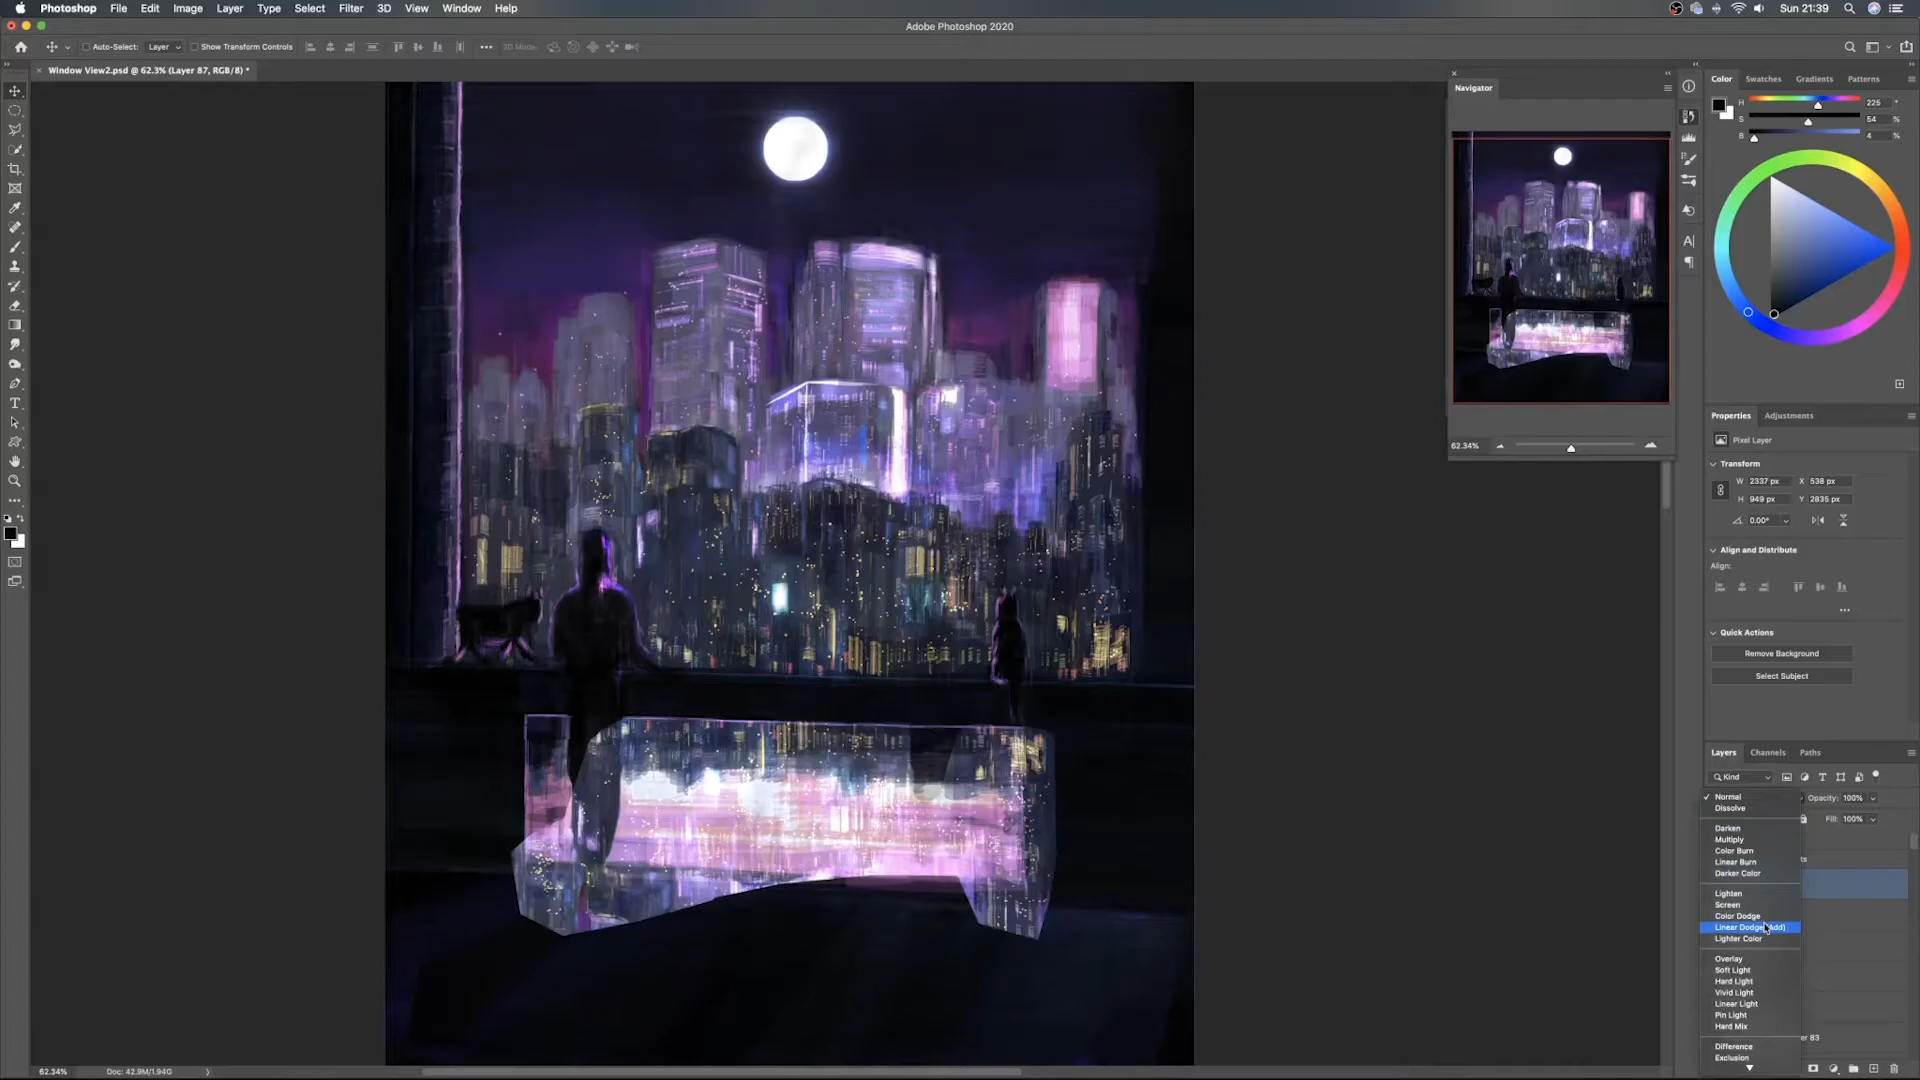 Photoshop File Edit Image Layer Type Select Filter 3D View Window Help Sun 21:39
Adobe Photoshop 2020
Auto-Select: Layer Show Transform Controls 3D Mode:
Window View2.psd @ 62.3% (Layer 87, RGB/8) *
Navigator
62.34%
Color Swatches Gradients Patterns
H 225 °
S 54 %
B 4 %
Properties Adjustments
Pixel Layer
Transform
W 2337 px X 538 px
H 949 px Y 2835 px
0.00°
Align and Distribute
Align:
Quick Actions
Remove Background
Select Subject
Layers Channels Paths
Kind
Normal Opacity: 100%
Dissolve
Fill: 100%
Darken
Multiply
Color Burn
Linear Burn
Darker Color
Lighten
Screen
Color Dodge
Linear Dodge (Add)
Lighter Color
Overlay
Soft Light
Hard Light
Vivid Light
Linear Light
Pin Light
Hard Mix
Difference
Exclusion
62.34% Doc: 42.9M/1.94G